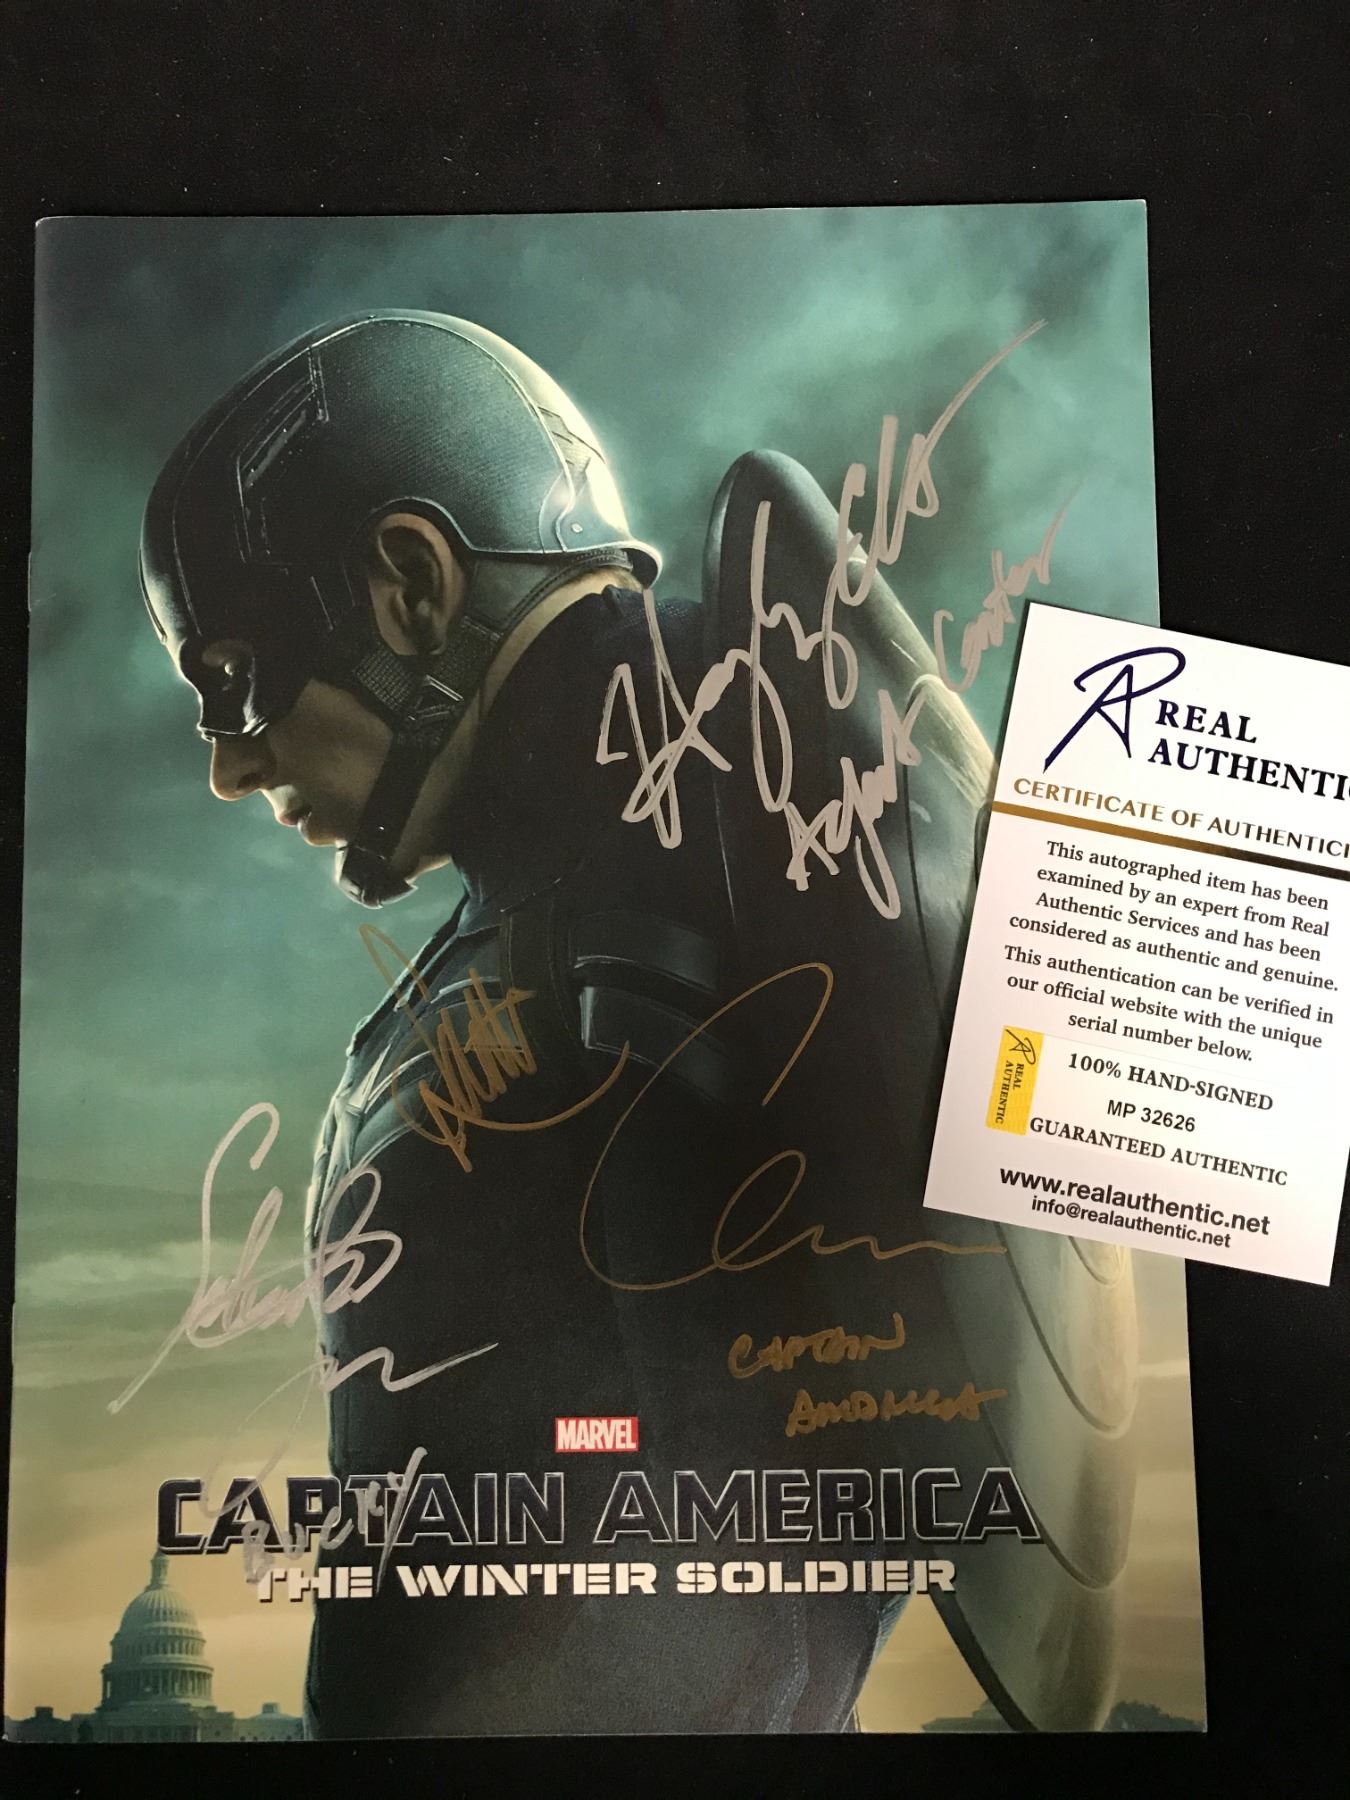 Hayley
Agent Carter
REAL
AUTHENTI
CERTIFICATE OF AUTHENTICI
This autographed item has been
examined by an expert from Real
Authentic Services and has been
considered as authentic and genuine.
This authentication can be verified in
our official website with the unique
serial number below.
REAL
AUTHENTIC
100% HAND-SIGNED
MP 32626
GUARANTEED AUTHENTIC
www.realauthentic.net
info@realauthentic.net
CAPTAIN
AMERICA
MARVEL
CAPTAIN AMERICA
BUCKY
THE WINTER SOLDIER